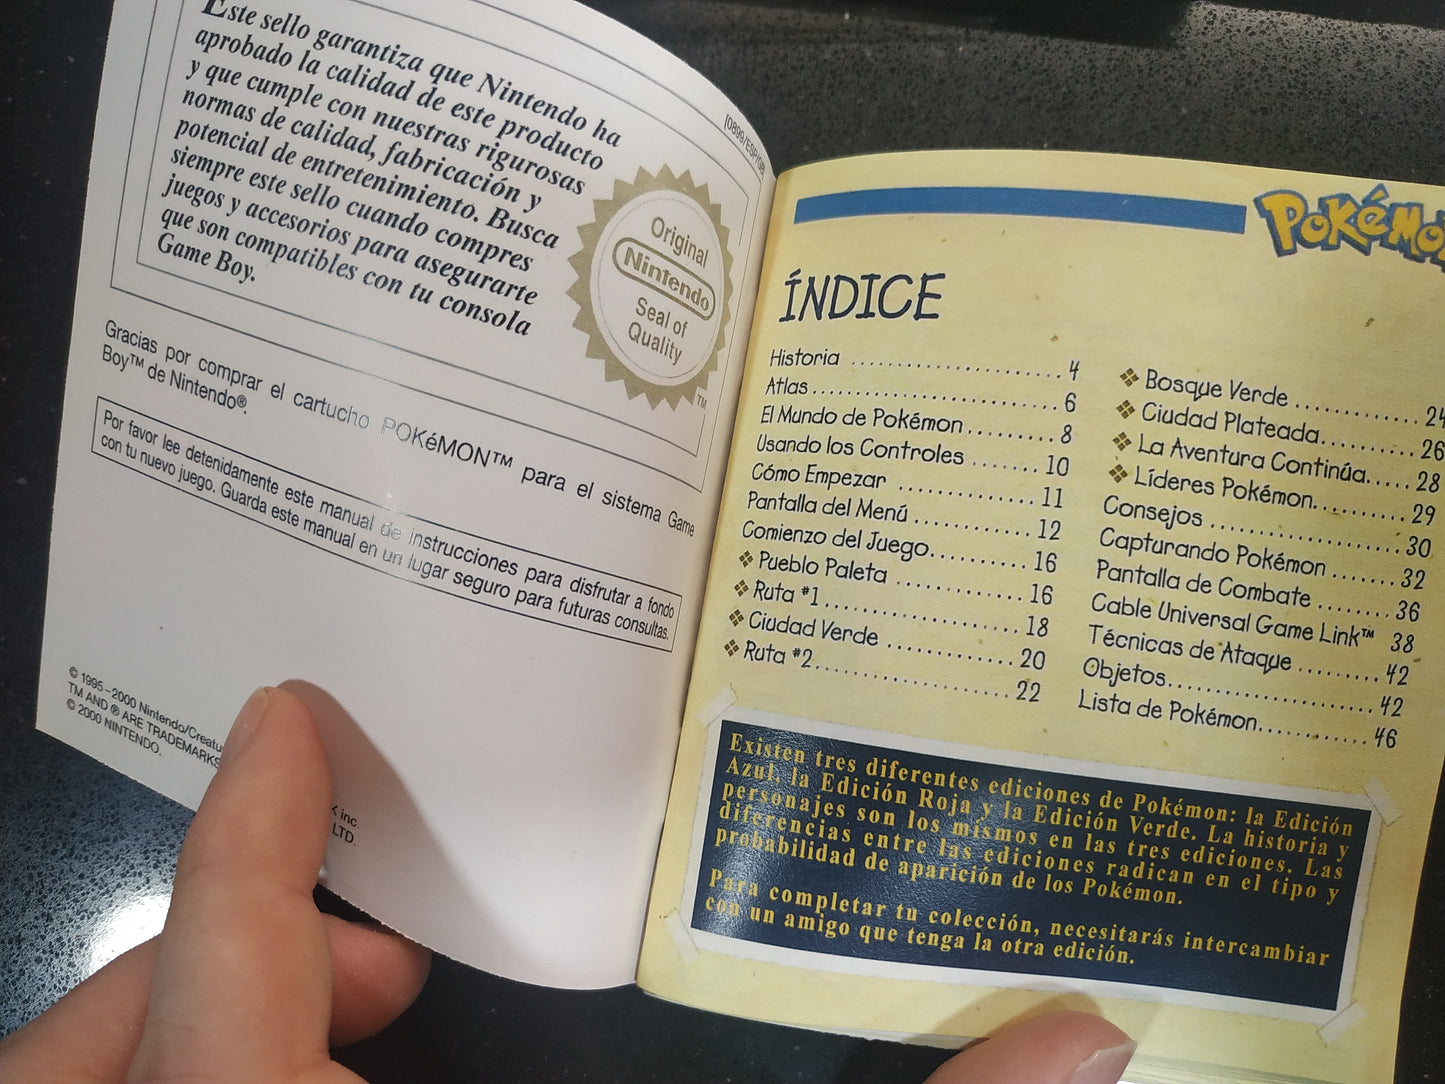 Este sello garantiza que Nintendo ha
aprobado la calidad de este producto
y que cumple con nuestras rigurosas
normas de calidad, fabricación y
potencial de entretenimiento. Busca
siempre este sello cuando compres
juegos y accesorios para asegurarte
que son compatibles con tu consola
Game Boy.
[0899/ESP/GB]
Original
Nintendo
Seal of
Quality
TM
Gracias por comprar el cartucho POKéMON™ para el sistema Game
Boy™ de Nintendo®.
Por favor lee detenidamente este manual de instrucciones para disfrutar a fondo
con tu nuevo juego. Guarda este manual en un lugar seguro para futuras consultas.
© 1995-2000 Nintendo/Creatu
TM AND ® ARE TRADEMARKS
© 2000 NINTENDO.
inc.
LTD.
POKéMON
ÍNDICE
Historia .................... 4
Atlas .................... 6
El Mundo de Pokémon ......... 8
Usando los Controles ........ 10
Cómo Empezar ............ 11
Pantalla del Menú ........... 12
Comienzo del Juego.......... 16
❖ Pueblo Paleta ............ 16
❖ Ruta #1................ 18
❖ Ciudad Verde ............ 20
❖ Ruta #2................ 22
❖ Bosque Verde ............ 24
❖ Ciudad Plateada.......... 26
❖ La Aventura Continúa..... 28
❖ Líderes Pokémon.......... 29
Consejos ................ 30
Capturando Pokémon ....... 32
Pantalla de Combate ........ 36
Cable Universal Game Link™ 38
Técnicas de Ataque ......... 42
Objetos.................. 42
Lista de Pokémon............ 46
Existen tres diferentes ediciones de Pokémon: la Edición
Azul, la Edición Roja y la Edición Verde. La historia y
personajes son los mismos en las tres ediciones. Las
diferencias entre las ediciones radican en el tipo y
probabilidad de aparición de los Pokémon.
Para completar tu colección, necesitarás intercambiar
con un amigo que tenga la otra edición.